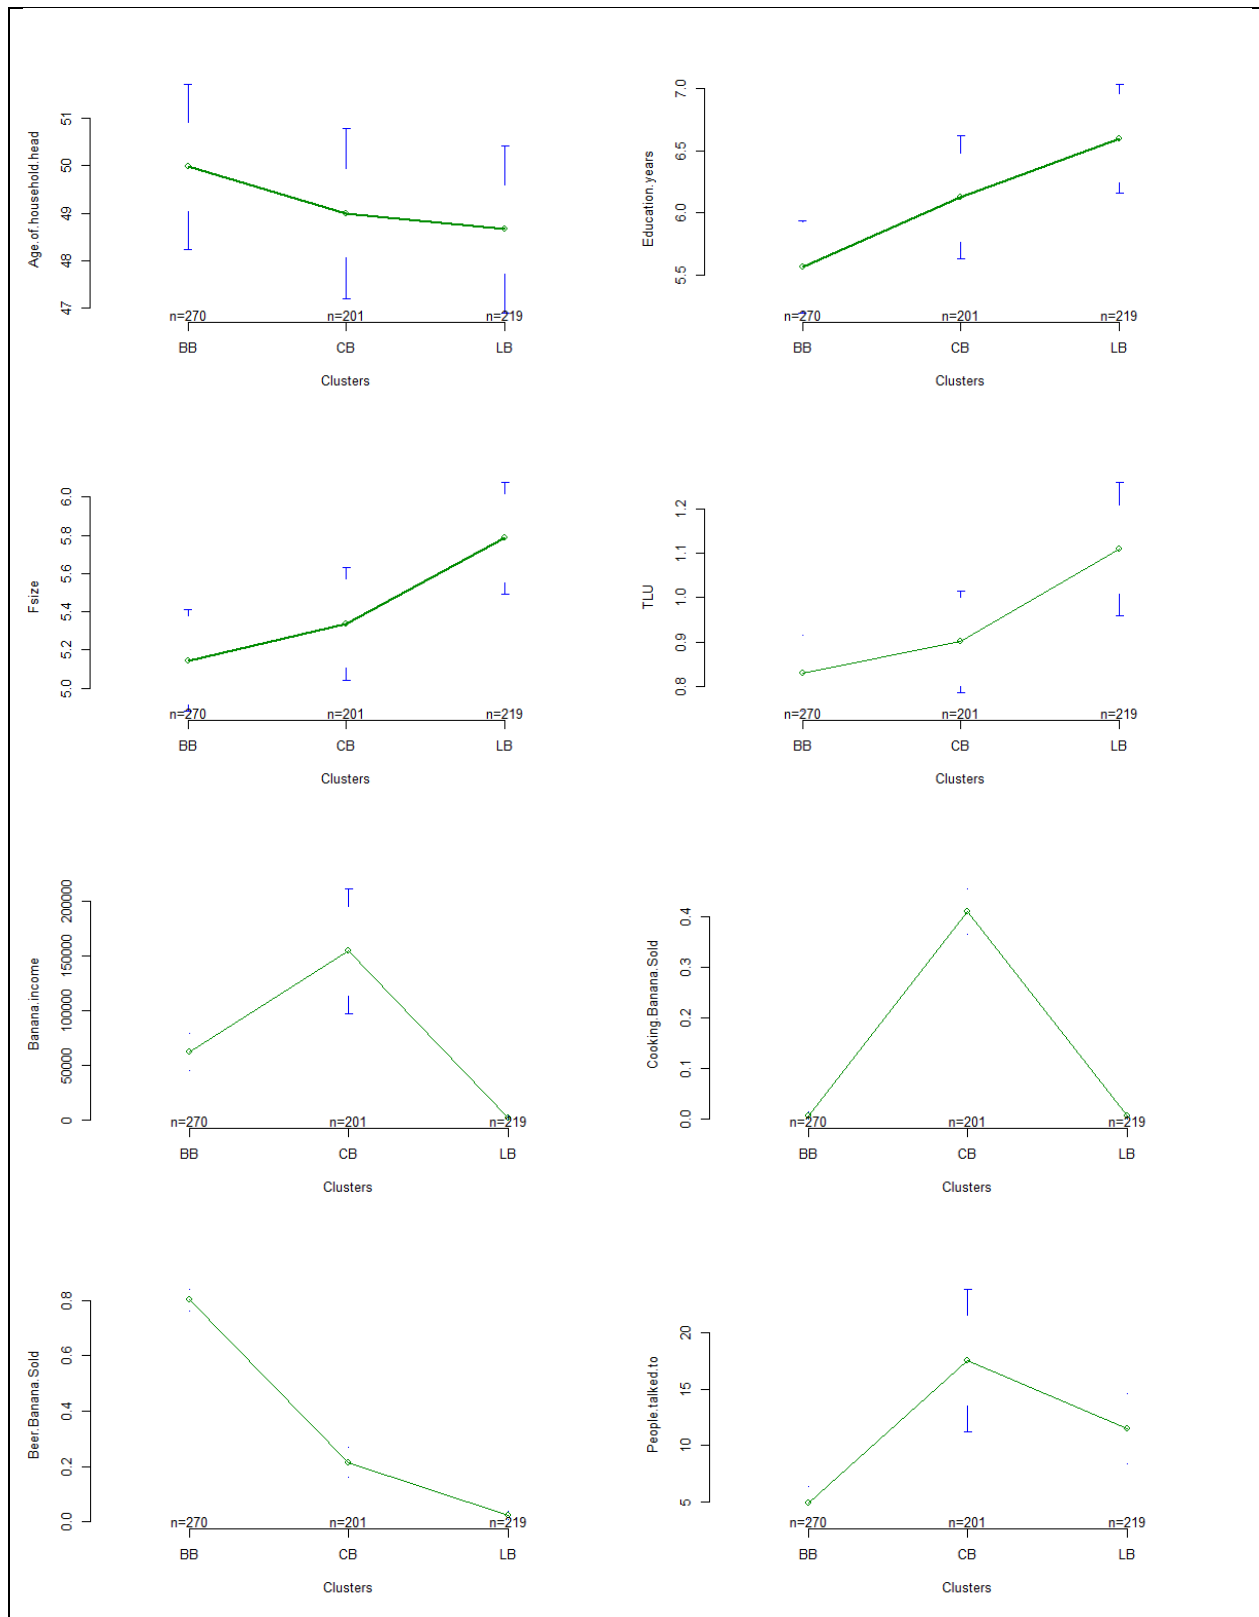 Age.of.household.head
51
50
49
48
47
n=270 n=201 n=219
BB CB LB
Clusters
Education.years
7.0
6.5
6.0
5.5
n=270 n=201 n=219
BB CB LB
Clusters
Fsize
6.0
5.8
5.6
5.4
5.2
5.0
n=270 n=201 n=219
BB CB LB
Clusters
TLU
1.2
1.1
1.0
0.9
0.8
n=270 n=201 n=219
BB CB LB
Clusters
Banana.income
200000
150000
100000
50000
0
n=270 n=201 n=219
BB CB LB
Clusters
Cooking.Banana.Sold
0.4
0.3
0.2
0.1
0.0
n=270 n=201 n=219
BB CB LB
Clusters
Beer.Banana.Sold
0.8
0.6
0.4
0.2
0.0
n=270 n=201 n=219
BB CB LB
Clusters
People.talked.to
20
15
10
5
n=270 n=201 n=219
BB CB LB
Clusters